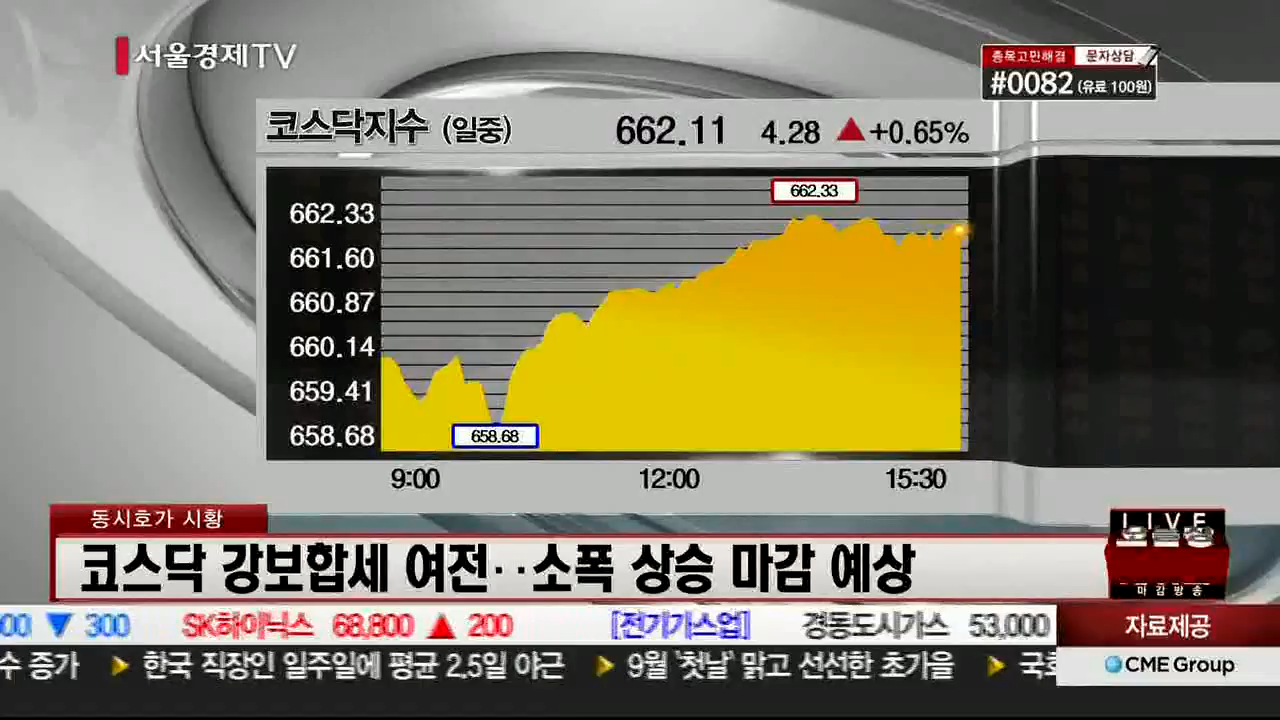 서울경제TV
종목고민해결 문자상담
#0082 (유료 100원)
코스닥지수 (일중) 662.11 4.28 ▲+0.65%
662.33
662.33
661.60
660.87
660.14
659.41
658.68
658.68
9:00 12:00 15:30
동시호가 시황
LIVE
코스닥 강보합세 여전‥소폭 상승 마감 예상
마감방송
00 ▼ 300 SK하이닉스 68,800 ▲ 200 [전기가스업] 경동도시가스 53,000
자료제공
수 증가 ▶ 한국 직장인 일주일에 평균 2.5일 야근 ▶ 9월 '첫날' 맑고 선선한 초가을 ▶ 국회
CME Group